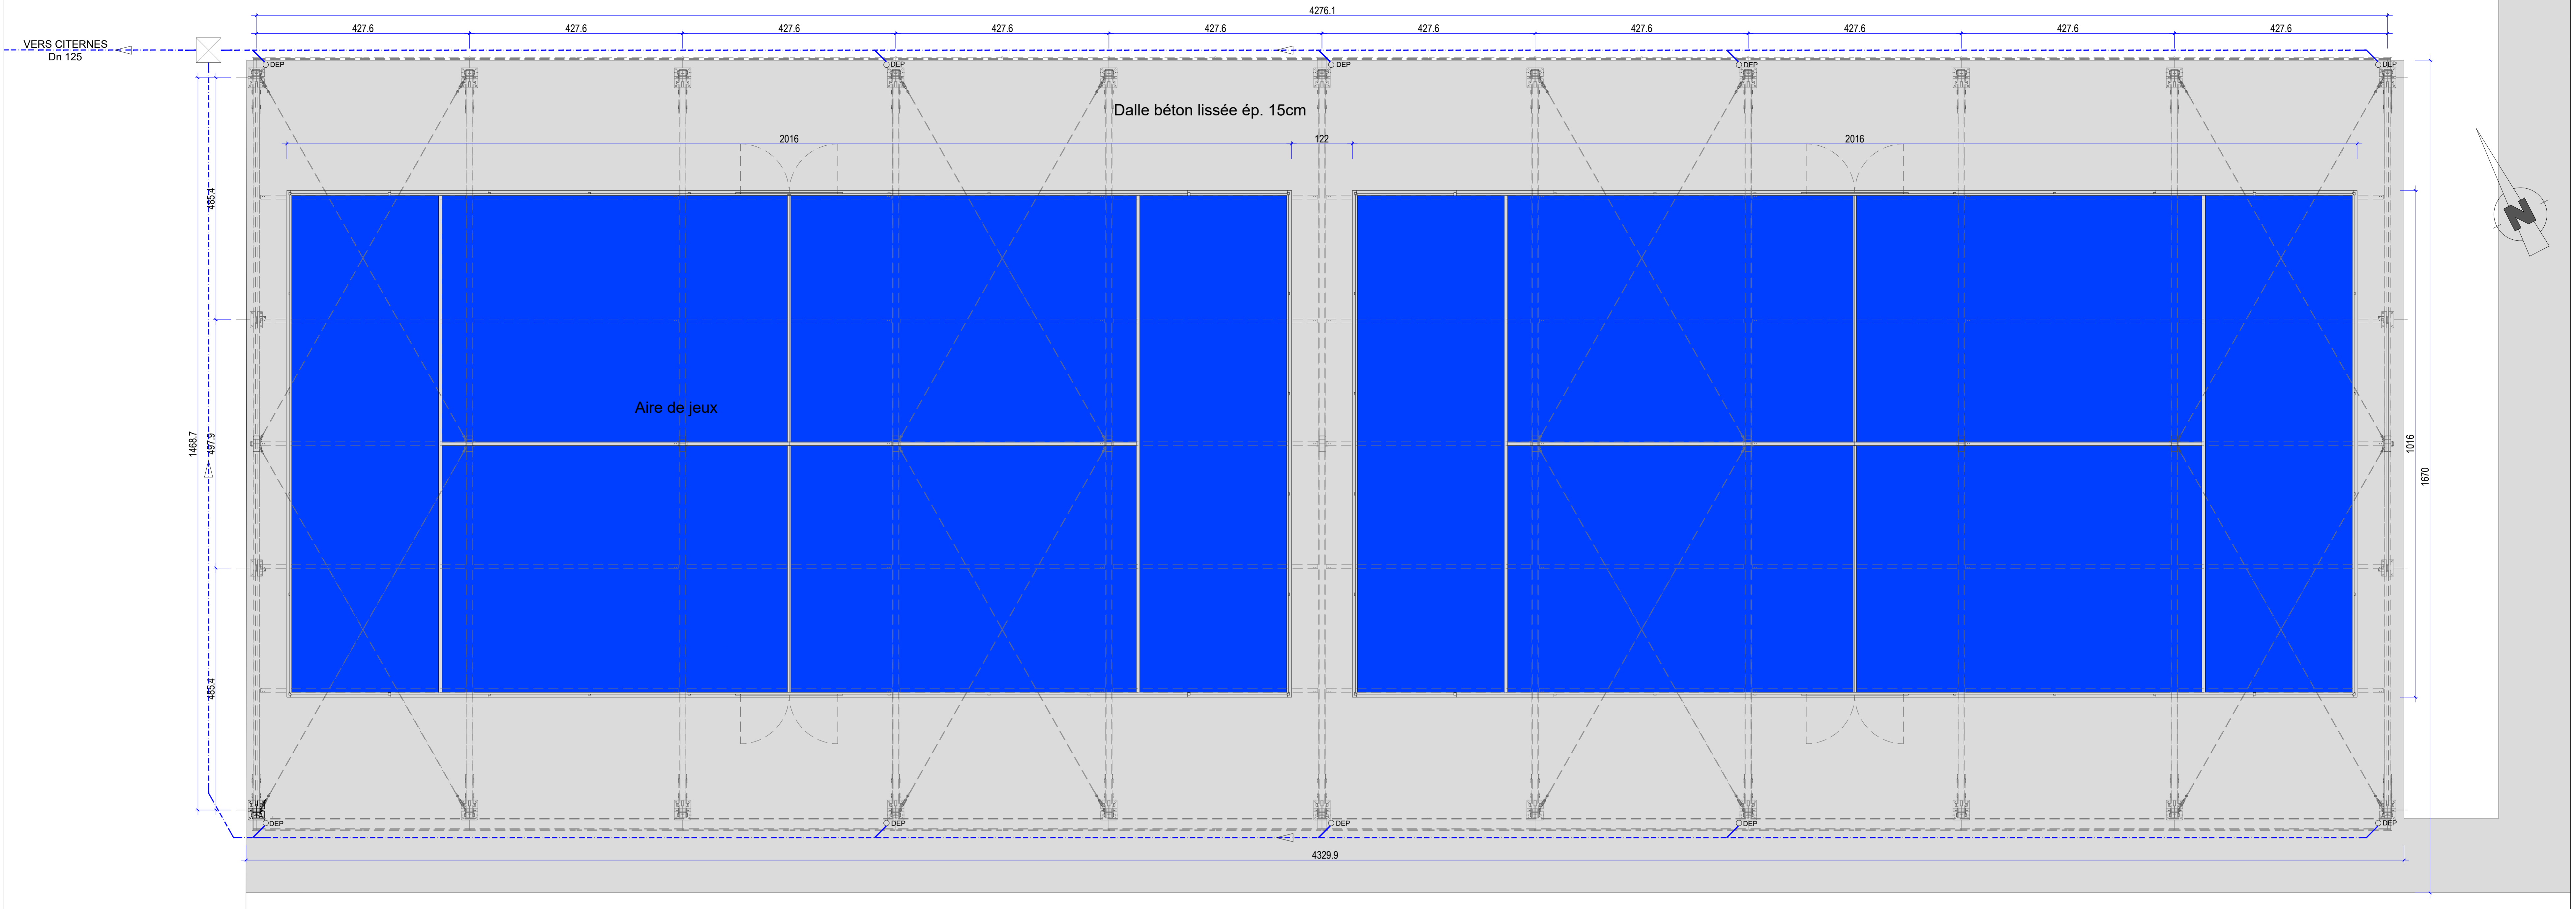 4276.1
427.6 427.6 427.6 427.6 427.6 427.6 427.6 427.6 427.6 427.6
VERS CITERNES
Dn 125
DEP DEP DEP DEP DEP
Dalle béton lissée ép. 15cm
2016 122 2016
485.4
N
Aire de jeux
1468.7
497.9
1016
1670
485.4
DEP DEP DEP DEP DEP
4329.9